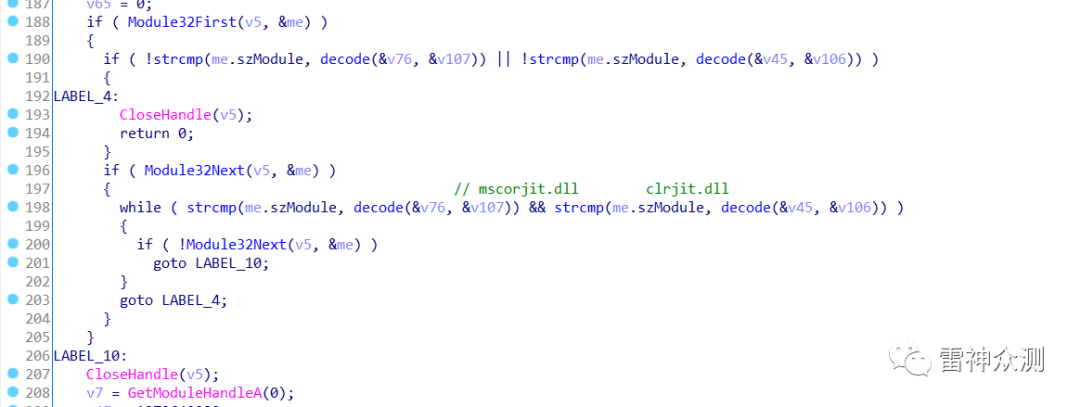 187 v65 = 0;
188 if ( Module32First(v5, &me) )
189 {
190 if ( !strcmp(me.szModule, decode(&v76, &v107)) || !strcmp(me.szModule, decode(&v45, &v106)) )
191 {
192 LABEL_4:
193 CloseHandle(v5);
194 return 0;
195 }
196 if ( Module32Next(v5, &me) )
197 { // mscorjit.dll clrjit.dll
198 while ( strcmp(me.szModule, decode(&v76, &v107)) && strcmp(me.szModule, decode(&v45, &v106)) )
199 {
200 if ( !Module32Next(v5, &me) )
201 goto LABEL_10;
202 }
203 goto LABEL_4;
204 }
205 }
206 LABEL_10:
207 CloseHandle(v5);
208 v7 = GetModuleHandleA(0);
雷神众测